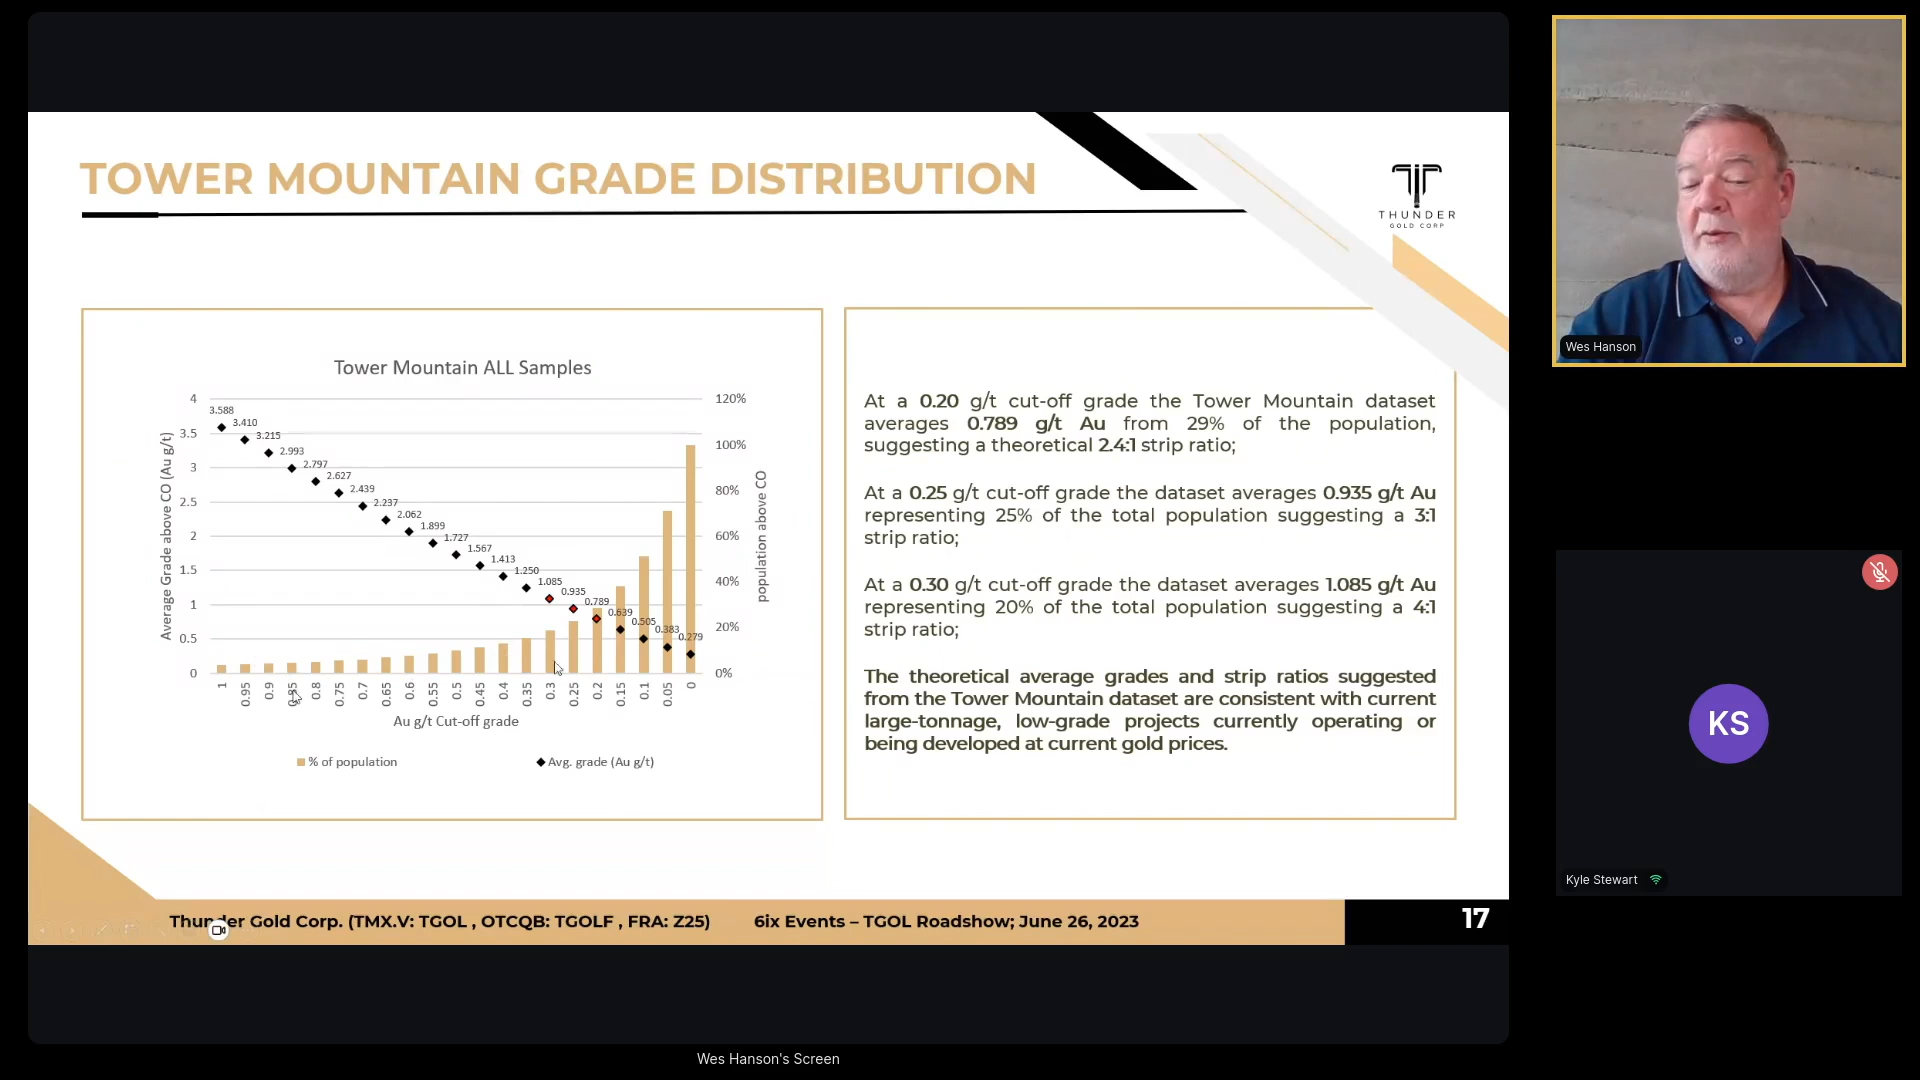 TOWER MOUNTAIN GRADE DISTRIBUTION
THUNDER
GOLD CORP
Tower Mountain ALL Samples
Average Grade above CO (Au g/t)
4
3.5
3
2.5
2
1.5
1
0.5
0
3.588
3.410
3.215
2.993
2.797
2.627
2.439
2.237
2.062
1.899
1.727
1.567
1.413
1.250
1.085
0.935
0.789
0.639
0.505
0.383
0.279
120%
100%
80%
60%
40%
20%
0%
population above CO
1 0.95 0.9 0.85 0.8 0.75 0.7 0.65 0.6 0.55 0.5 0.45 0.4 0.35 0.3 0.25 0.2 0.15 0.1 0.05 0
Au g/t Cut-off grade
% of population
Avg. grade (Au g/t)
At a 0.20 g/t cut-off grade the Tower Mountain dataset
averages 0.789 g/t Au from 29% of the population,
suggesting a theoretical 2.4:1 strip ratio;
At a 0.25 g/t cut-off grade the dataset averages 0.935 g/t Au
representing 25% of the total population suggesting a 3:1
strip ratio;
At a 0.30 g/t cut-off grade the dataset averages 1.085 g/t Au
representing 20% of the total population suggesting a 4:1
strip ratio;
The theoretical average grades and strip ratios suggested
from the Tower Mountain dataset are consistent with current
large-tonnage, low-grade projects currently operating or
being developed at current gold prices.
Thunder Gold Corp. (TMX.V: TGOL , OTCQB: TGOLF , FRA: Z25)
6ix Events – TGOL Roadshow; June 26, 2023
17
Wes Hanson's Screen
Wes Hanson
KS
Kyle Stewart